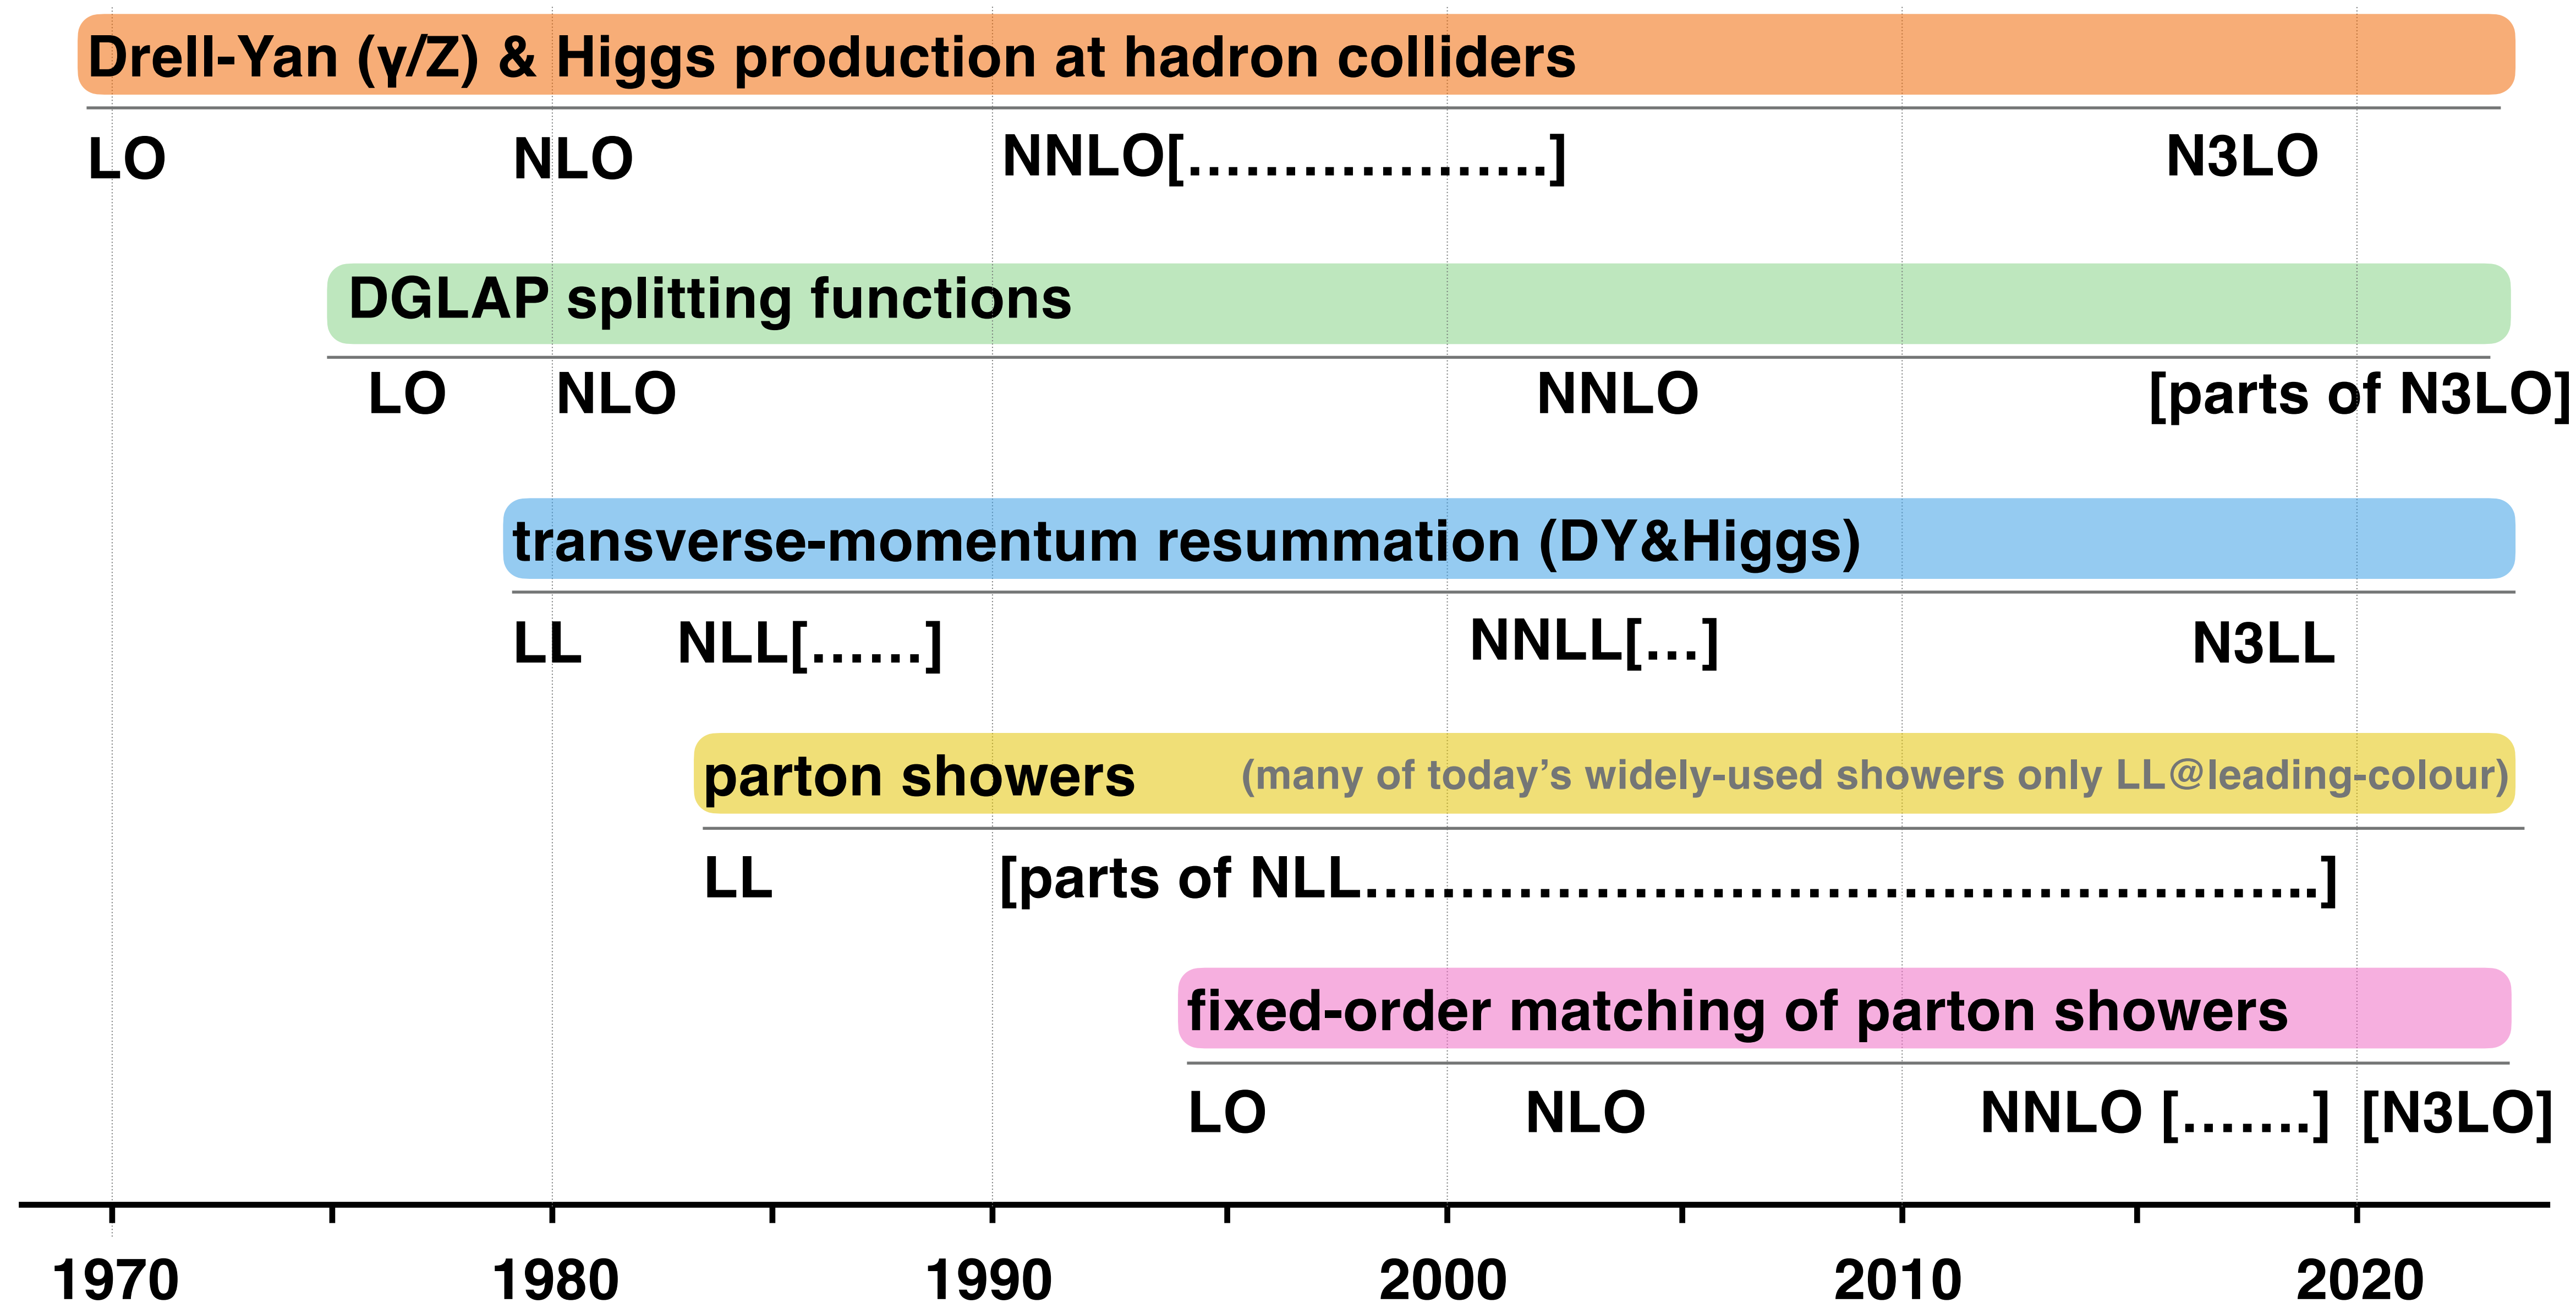 Drell-Yan (γ/Z) & Higgs production at hadron colliders
LO NLO NNLO[………………….] N3LO
DGLAP splitting functions
LO NLO NNLO [parts of N3LO]
transverse-momentum resummation (DY&Higgs)
LL NLL[……] NNLL[…] N3LL
parton showers (many of today’s widely-used showers only LL@leading-colour)
LL [parts of NLL…………………………………………………..]
fixed-order matching of parton showers
LO NLO NNLO […….] [N3LO]
1970 1980 1990 2000 2010 2020